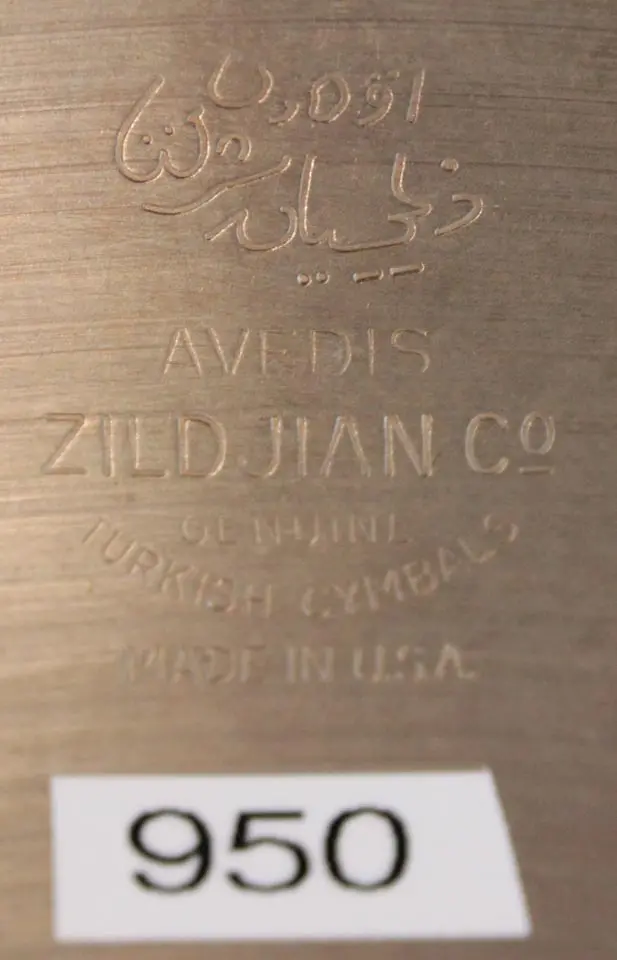 AVEDIS
ZILDJIAN Cº
GENUINE
TURKISH CYMBALS
MADE IN U.S.A.
950